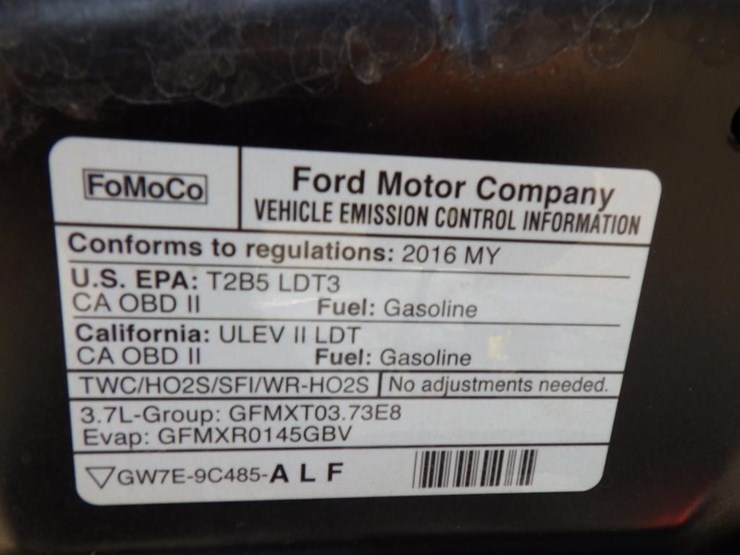 FoMoCo
Ford Motor Company
VEHICLE EMISSION CONTROL INFORMATION
Conforms to regulations: 2016 MY
U.S. EPA: T2B5 LDT3
CA OBD II Fuel: Gasoline
California: ULEV II LDT
CA OBD II Fuel: Gasoline
TWC/HO2S/SFI/WR-HO2S No adjustments needed.
3.7L-Group: GFMXT03.73E8
Evap: GFMXR0145GBV
GW7E-9C485-A L F